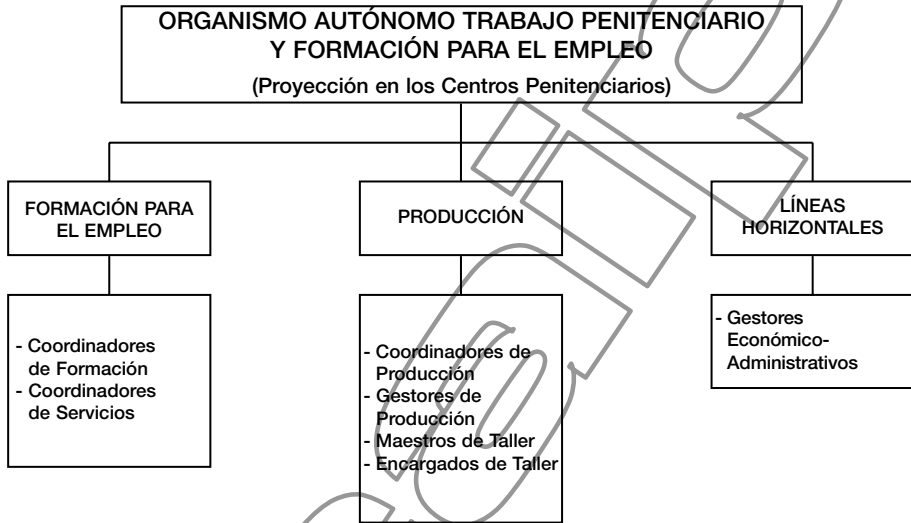 ORGANISMO AUTÓNOMO TRABAJO PENITENCIARIO
Y FORMACIÓN PARA EL EMPLEO
(Proyección en los Centros Penitenciarios)
FORMACIÓN PARA
EL EMPLEO
- Coordinadores
de Formación
- Coordinadores
de Servicios
PRODUCCIÓN
- Coordinadores de
Producción
- Gestores de
Producción
- Maestros de Taller
- Encargados de Taller
LÍNEAS
HORIZONTALES
- Gestores
Económico-
Administrativos